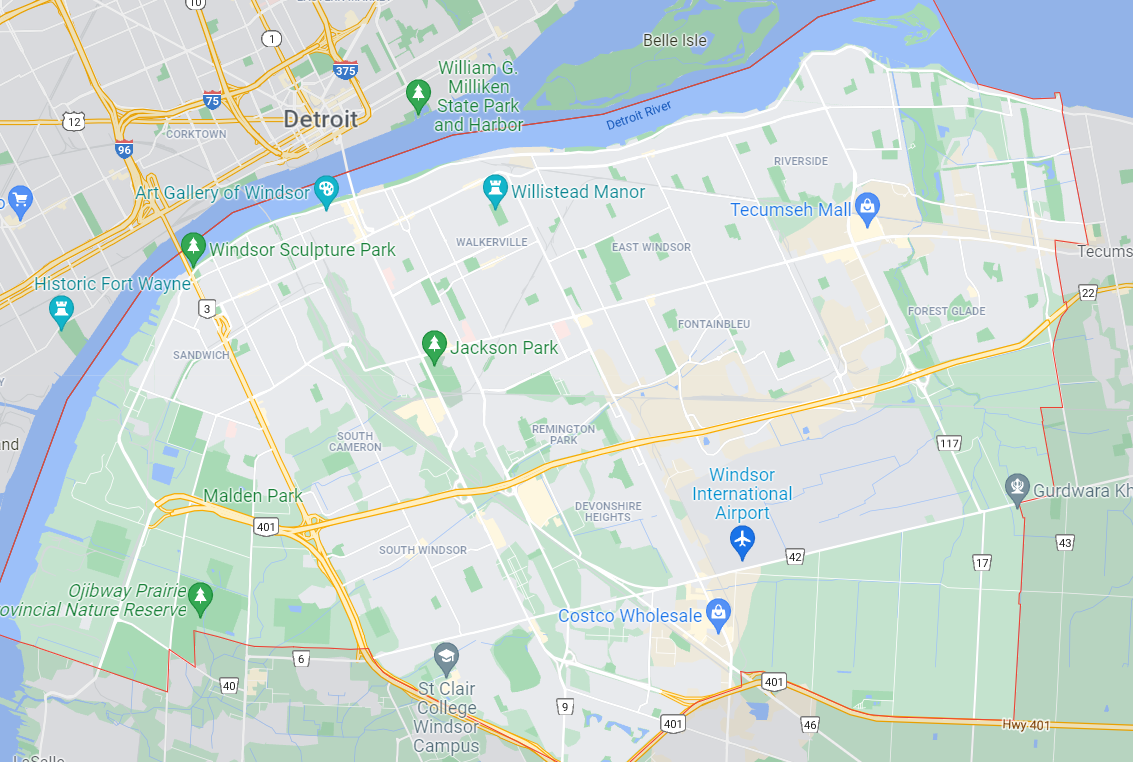 10
1
Belle Isle
375
William G.
Milliken
State Park
and Harbor
75
12
Detroit
Detroit River
CORKTOWN
96
RIVERSIDE
Art Gallery of Windsor
Willistead Manor
Tecumseh Mall
WALKERVILLE
EAST WINDSOR
Windsor Sculpture Park
Tecums
Historic Fort Wayne
22
3
FOREST GLADE
FONTAINBLEU
Jackson Park
SANDWICH
REMINGTON
PARK
SOUTH
CAMERON
117
nd
Windsor
International
Airport
Gurdwara Kh
Malden Park
DEVONSHIRE
HEIGHTS
401
43
SOUTH WINDSOR
42
17
Ojibway Prairie
ovincial Nature Reserve
Costco Wholesale
6
40
St Clair
College
Windsor
Campus
401
9
401
46
Hwy 401
LaSalle